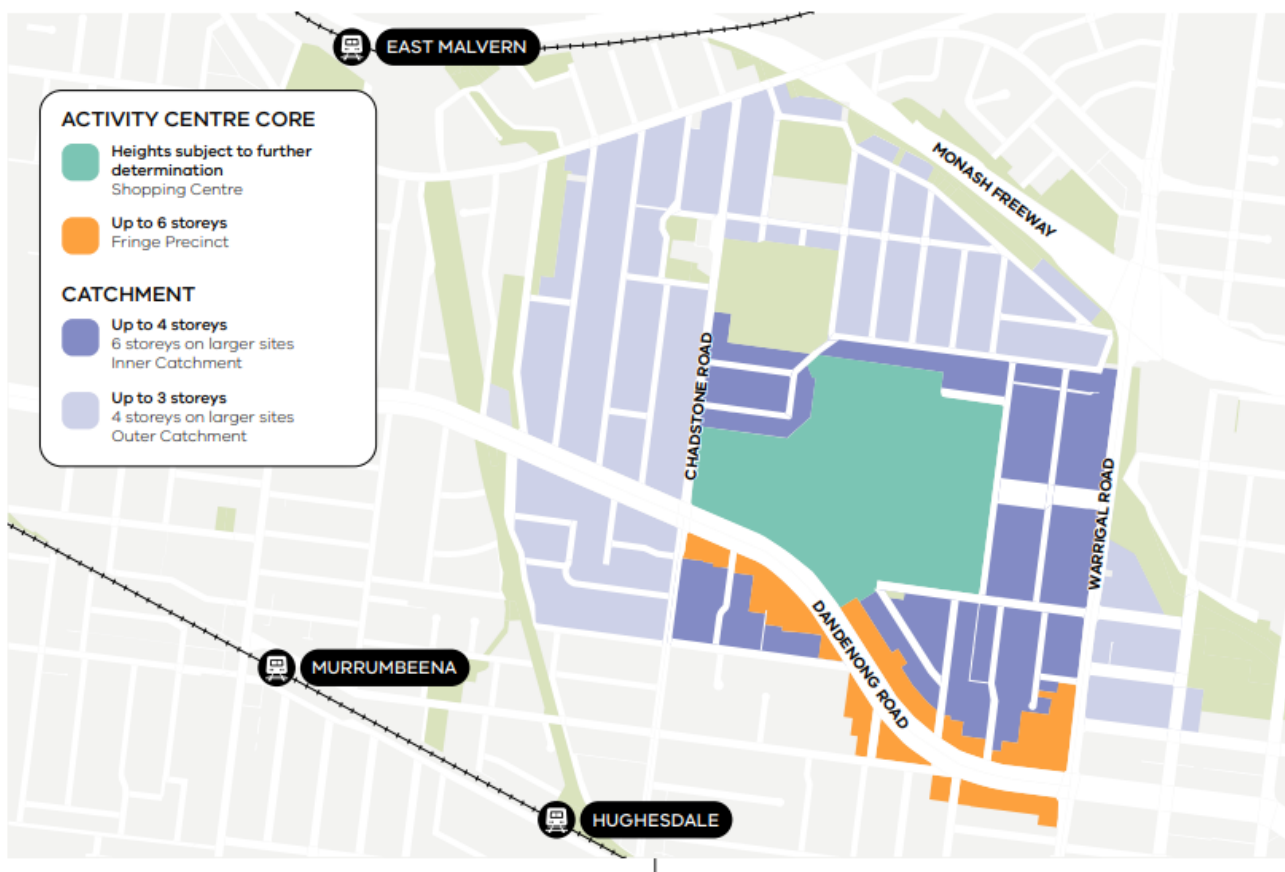 EAST MALVERN
ACTIVITY CENTRE CORE
Heights subject to further
determination
Shopping Centre
Up to 6 storeys
Fringe Precinct
CATCHMENT
Up to 4 storeys
6 storeys on larger sites
Inner Catchment
Up to 3 storeys
4 storeys on larger sites
Outer Catchment
MONASH FREEWAY
CHADSTONE ROAD
WARRIGAL ROAD
DANDENONG ROAD
MURRUMBEENA
HUGHESDALE